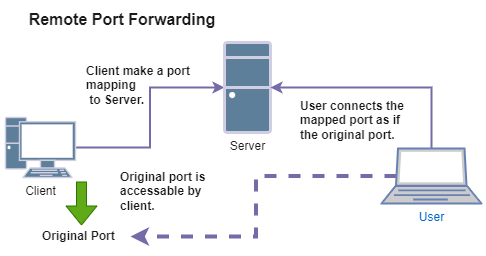 Remote Port Forwarding
Client make a port
mapping
to Server.
User connects the
mapped port as if
the original port.
Server
Client
Original port is
accessable by
client.
User
Original Port